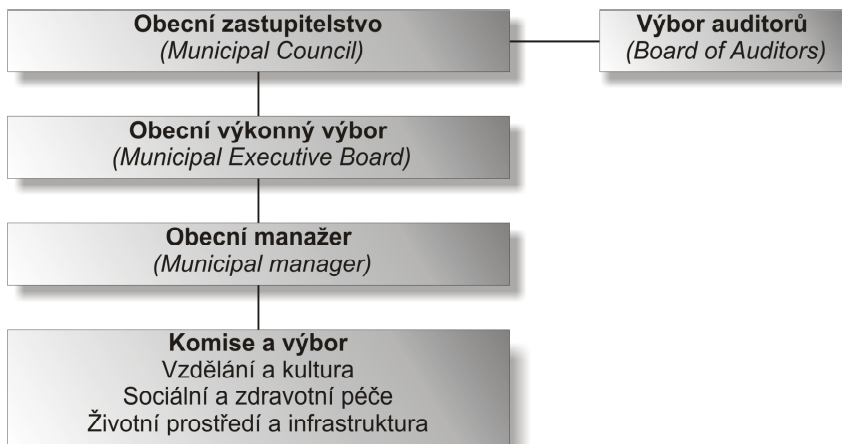 Obecní zastupitelstvo
(Municipal Council)
Výbor auditorů
(Board of Auditors)
Obecní výkonný výbor
(Municipal Executive Board)
Obecní manažer
(Municipal manager)
Komise a výbor
Vzdělání a kultura
Sociální a zdravotní péče
Životní prostředí a infrastruktura